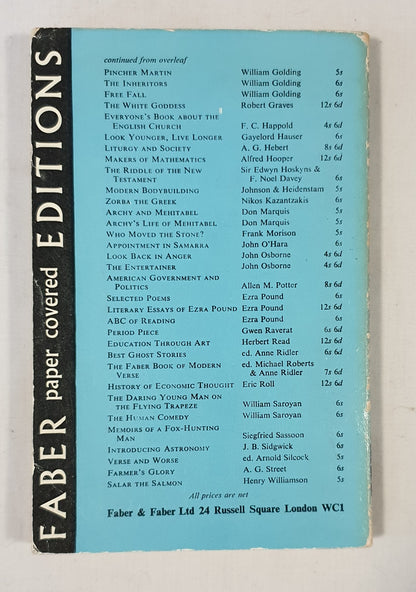 FABER paper covered EDITIONS
continued from overleaf
PINCHER MARTIN William Golding 5s
THE INHERITORS William Golding 6s
FREE FALL William Golding 6s
THE WHITE GODDESS Robert Graves 12s 6d
EVERYONE'S BOOK ABOUT THE
ENGLISH CHURCH F. C. Happold 4s 6d
LOOK YOUNGER, LIVE LONGER Gayelord Hauser 6s
LITURGY AND SOCIETY A. G. Hebert 8s 6d
MAKERS OF MATHEMATICS Alfred Hooper 12s 6d
THE RIDDLE OF THE NEW Sir Edwyn Hoskyns &
TESTAMENT F. Noel Davey 6s
MODERN BODYBUILDING Johnson & Heidenstam 5s
ZORBA THE GREEK Nikos Kazantzakis 6s
ARCHY AND MEHITABEL Don Marquis 5s
ARCHY'S LIFE OF MEHITABEL Don Marquis 5s
WHO MOVED THE STONE? Frank Morison 5s
APPOINTMENT IN SAMARRA John O'Hara 6s
LOOK BACK IN ANGER John Osborne 4s 6d
THE ENTERTAINER John Osborne 4s 6d
AMERICAN GOVERNMENT AND
POLITICS Allen M. Potter 8s 6d
SELECTED POEMS Ezra Pound 6s
LITERARY ESSAYS OF EZRA POUND Ezra Pound 12s 6d
ABC OF READING Ezra Pound 6s
PERIOD PIECE Gwen Raverat 6s 6d
EDUCATION THROUGH ART Herbert Read 12s 6d
BEST GHOST STORIES ed. Anne Ridler 6s 6d
THE FABER BOOK OF MODERN ed. Michael Roberts
VERSE & Anne Ridler 7s 6d
HISTORY OF ECONOMIC THOUGHT Eric Roll 12s 6d
THE DARING YOUNG MAN ON
THE FLYING TRAPEZE William Saroyan 6s
THE HUMAN COMEDY William Saroyan 6s
MEMOIRS OF A FOX-HUNTING
MAN Siegfried Sassoon 6s
INTRODUCING ASTRONOMY J. B. Sidgwick 6s
VERSE AND WORSE ed. Arnold Silcock 5s
FARMER'S GLORY A. G. Street 6s
SALAR THE SALMON Henry Williamson 5s
All prices are net
Faber & Faber Ltd 24 Russell Square London WC1